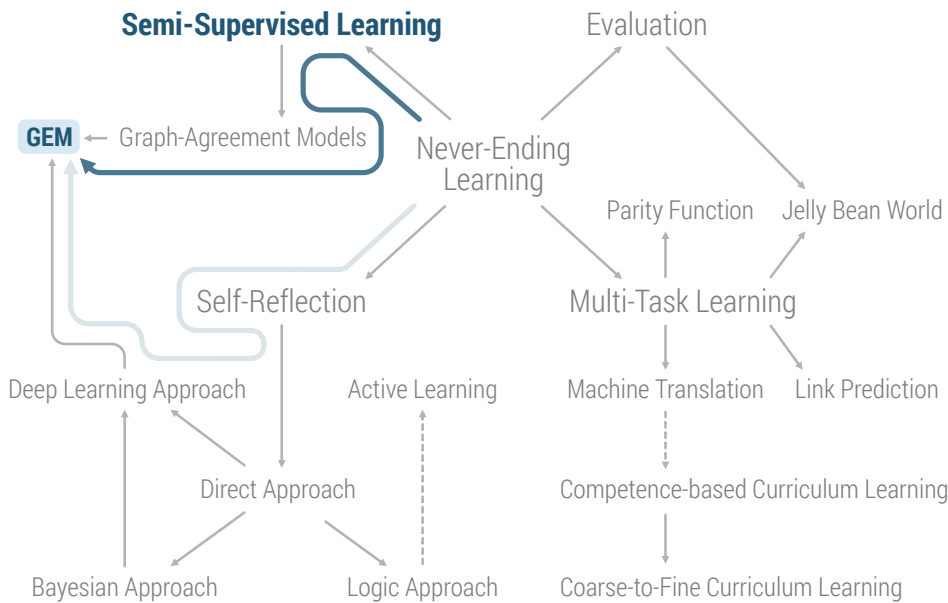 Semi-Supervised Learning
Evaluation
GEM
Graph-Agreement Models
Never-Ending
Learning
Parity Function
Jelly Bean World
Self-Reflection
Multi-Task Learning
Deep Learning Approach
Active Learning
Machine Translation
Link Prediction
Direct Approach
Competence-based Curriculum Learning
Bayesian Approach
Logic Approach
Coarse-to-Fine Curriculum Learning